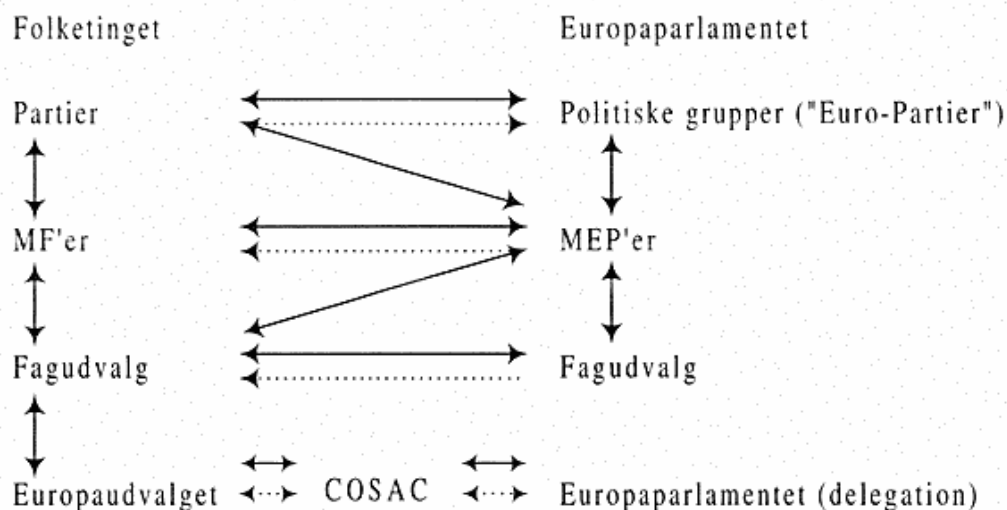 Folketinget Europaparlamentet
Partier Politiske grupper ("Euro-Partier")
MF'er MEP'er
Fagudvalg Fagudvalg
Europaudvalget COSAC Europaparlamentet (delegation)